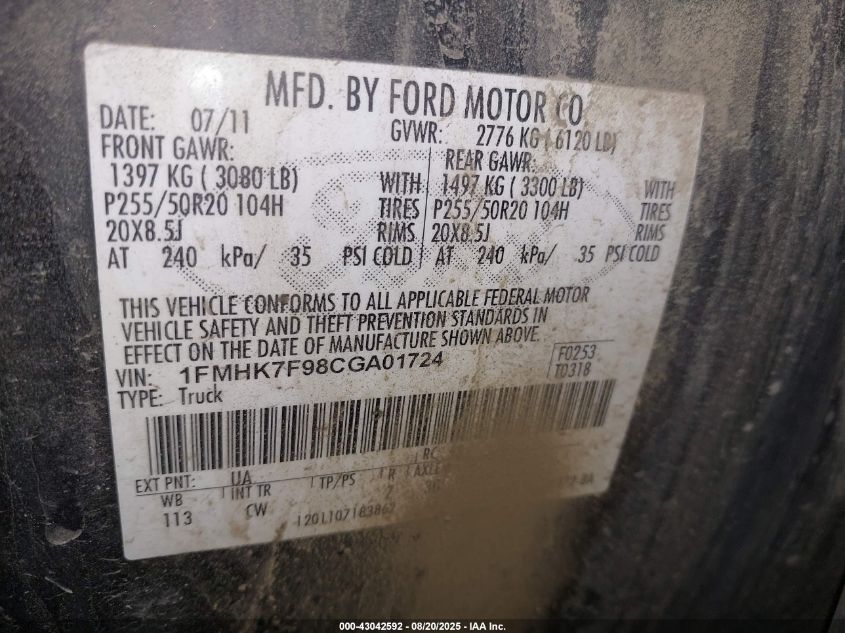 MFD. BY FORD MOTOR CO.
DATE: 07/11 GVWR: 2776 KG ( 6120 LB)
FRONT GAWR: REAR GAWR:
1397 KG ( 3080 LB) WITH 1497 KG ( 3300 LB) WITH
P255/50R20 104H TIRES P255/50R20 104H TIRES
20X8.5J RIMS 20X8.5J RIMS
AT 240 kPa/ 35 PSI COLD AT 240 kPa/ 35 PSI COLD
THIS VEHICLE CONFORMS TO ALL APPLICABLE FEDERAL MOTOR
VEHICLE SAFETY AND THEFT PREVENTION STANDARDS IN
EFFECT ON THE DATE OF MANUFACTURE SHOWN ABOVE.
VIN: 1FMHK7F98CGA01724 F0253
TYPE: Truck T0318
EXT PNT: UA RC
WB INT TR TP/PS R AXLE
113 CW
000-43042592 - 08/20/2025 - IAA Inc.